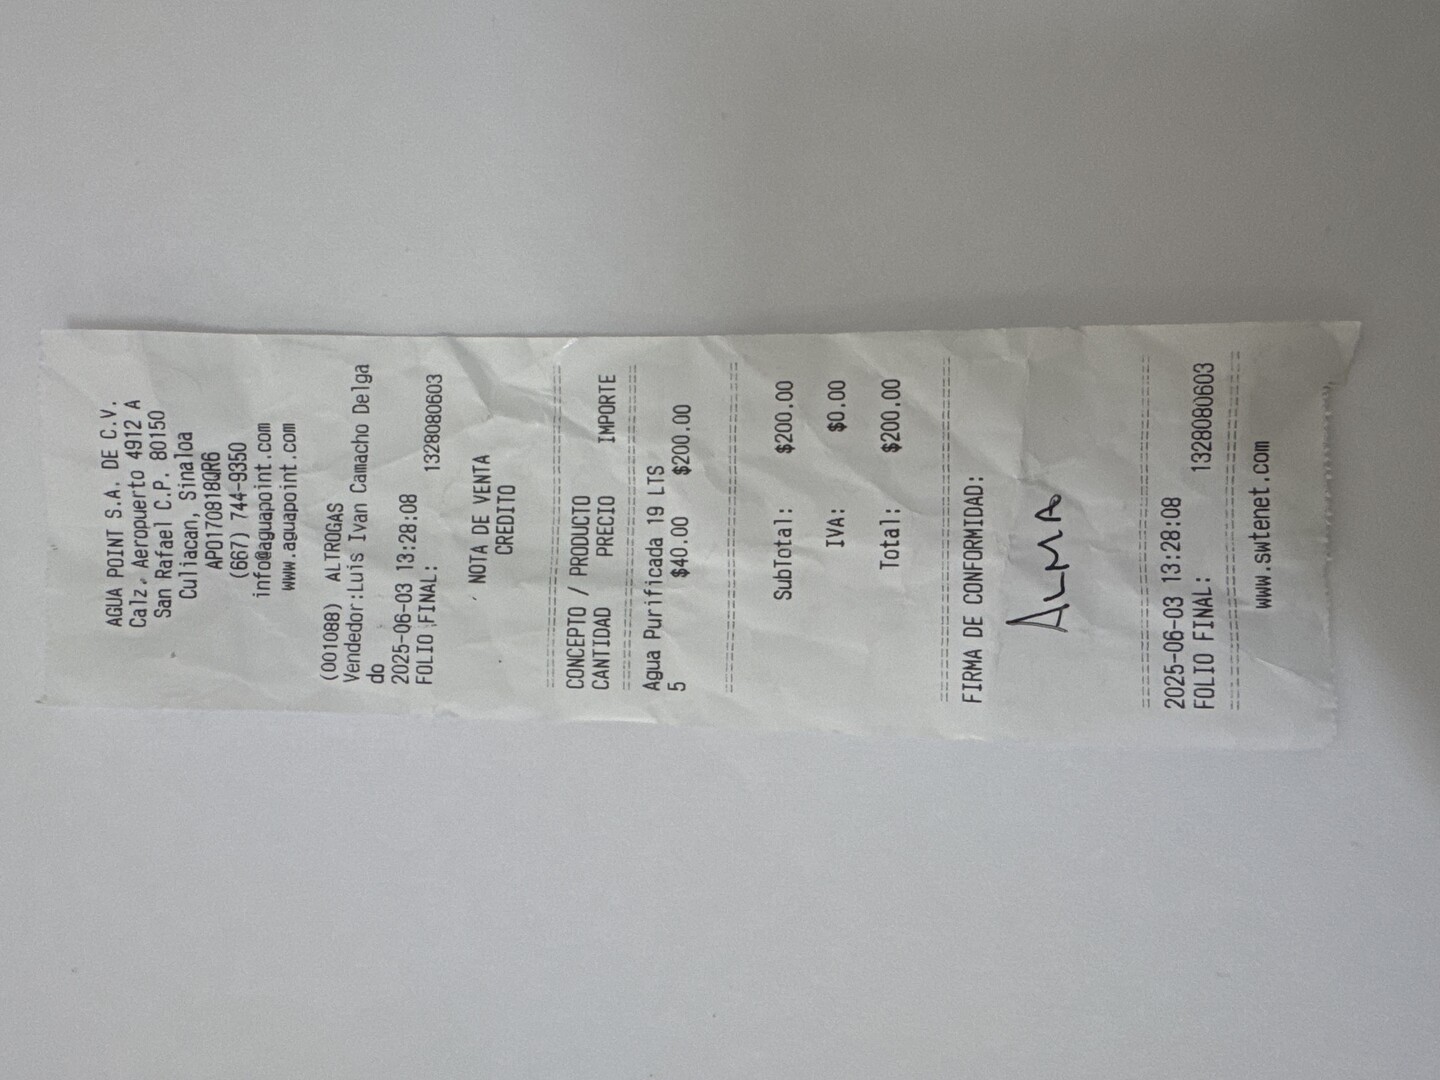 AGUA POINT S.A. DE C.V.
Calz. Aeropuerto 4912 A
San Rafael C.P. 80150
Culiacan, Sinaloa
APO170818QR6
(667) 744-9350
info@aguapoint.com
www.aguapoint.com
(001088) ALTROGAS
Vendedor:Luis Ivan Camacho Delga
do
2025-06-03 13:28:08
FOLIO FINAL: 1328080603
NOTA DE VENTA
CREDITO
CONCEPTO / PRODUCTO
CANTIDAD PRECIO IMPORTE
Agua Purificada 19 LTS
5 $40.00 $200.00
SubTotal: $200.00
IVA: $0.00
Total: $200.00
FIRMA DE CONFORMIDAD:
ALMA
2025-06-03 13:28:08
FOLIO FINAL: 1328080603
www.swtenet.com